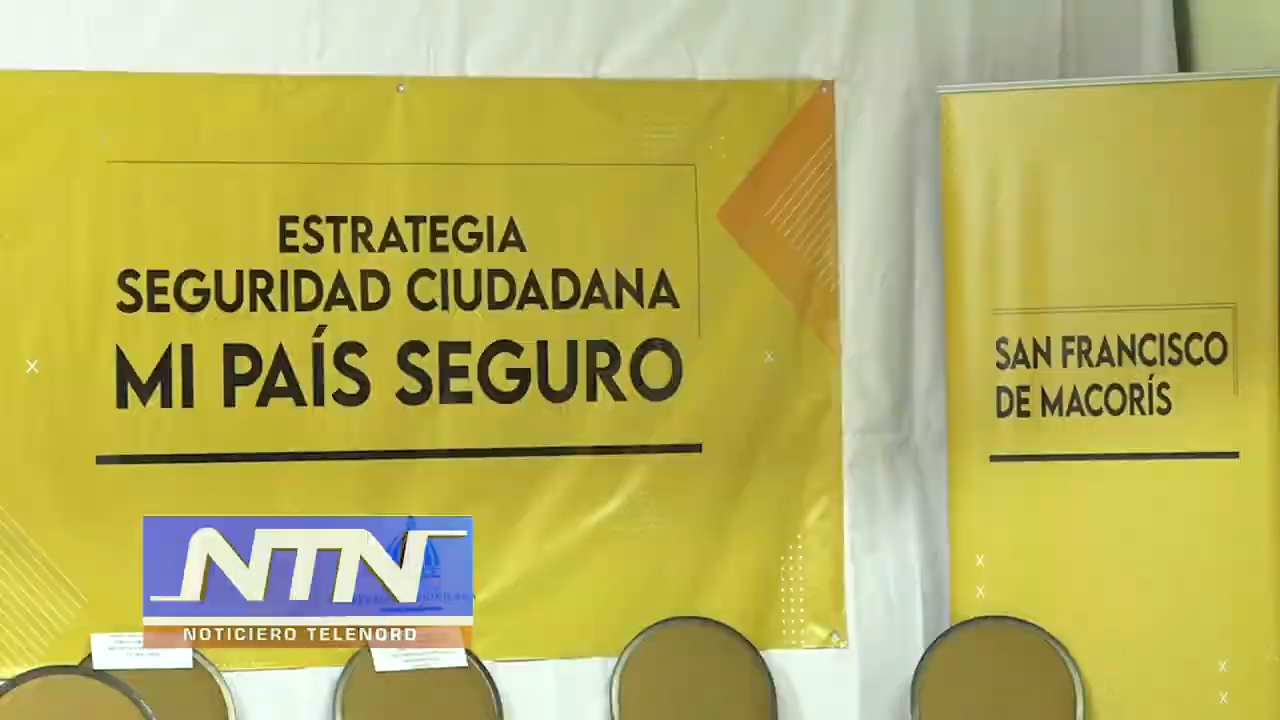 ESTRATEGIA
SEGURIDAD CIUDADANA
MI PAÍS SEGURO
SAN FRANCISCO
DE MACORÍS
NTN
NOTICIERO TELENORD